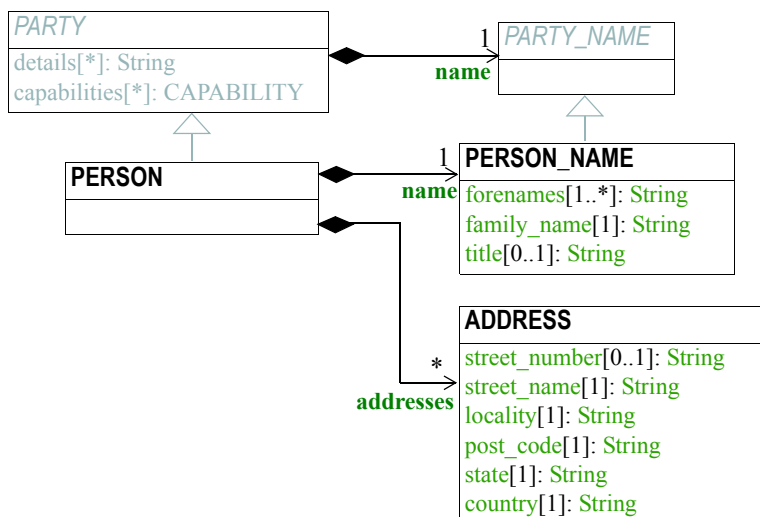 PARTY
details[*]: String
capabilities[*]: CAPABILITY
1
name
PARTY_NAME
PERSON
1
name
PERSON_NAME
forenames[1..*]: String
family_name[1]: String
title[0..1]: String
*
addresses
ADDRESS
street_number[0..1]: String
street_name[1]: String
locality[1]: String
post_code[1]: String
state[1]: String
country[1]: String